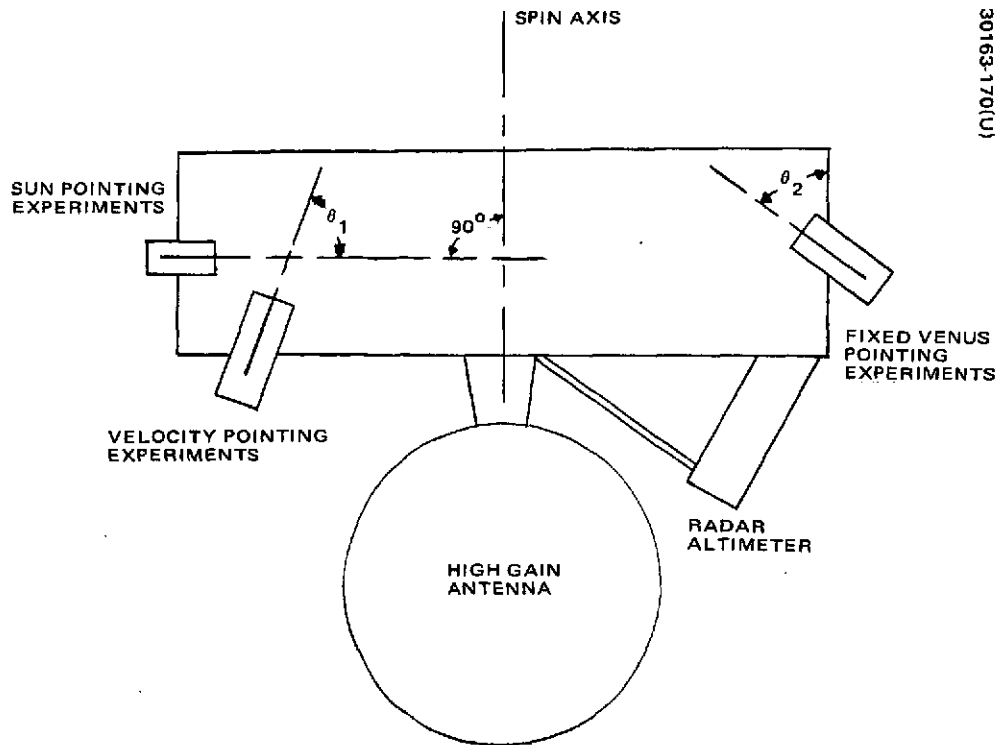 SPIN AXIS
30163-170(U)
SUN POINTING
EXPERIMENTS
θ1
90°
θ2
FIXED VENUS
POINTING
EXPERIMENTS
VELOCITY POINTING
EXPERIMENTS
RADAR
ALTIMETER
HIGH GAIN
ANTENNA